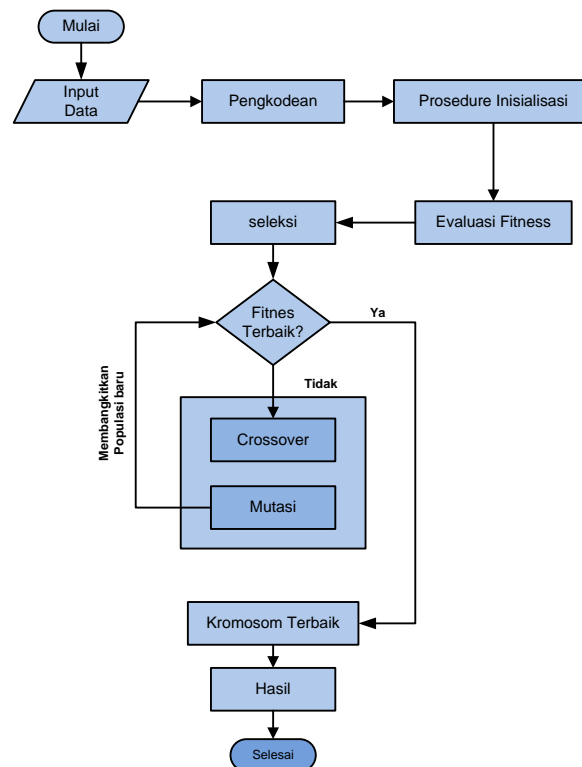 Mulai
Input
Data
Pengkodean
Prosedure Inisialisasi
seleksi
Evaluasi Fitness
Fitnes
Terbaik?
Ya
Tidak
Membangkitkan
Populasi baru
Crossover
Mutasi
Kromosom Terbaik
Hasil
Selesai